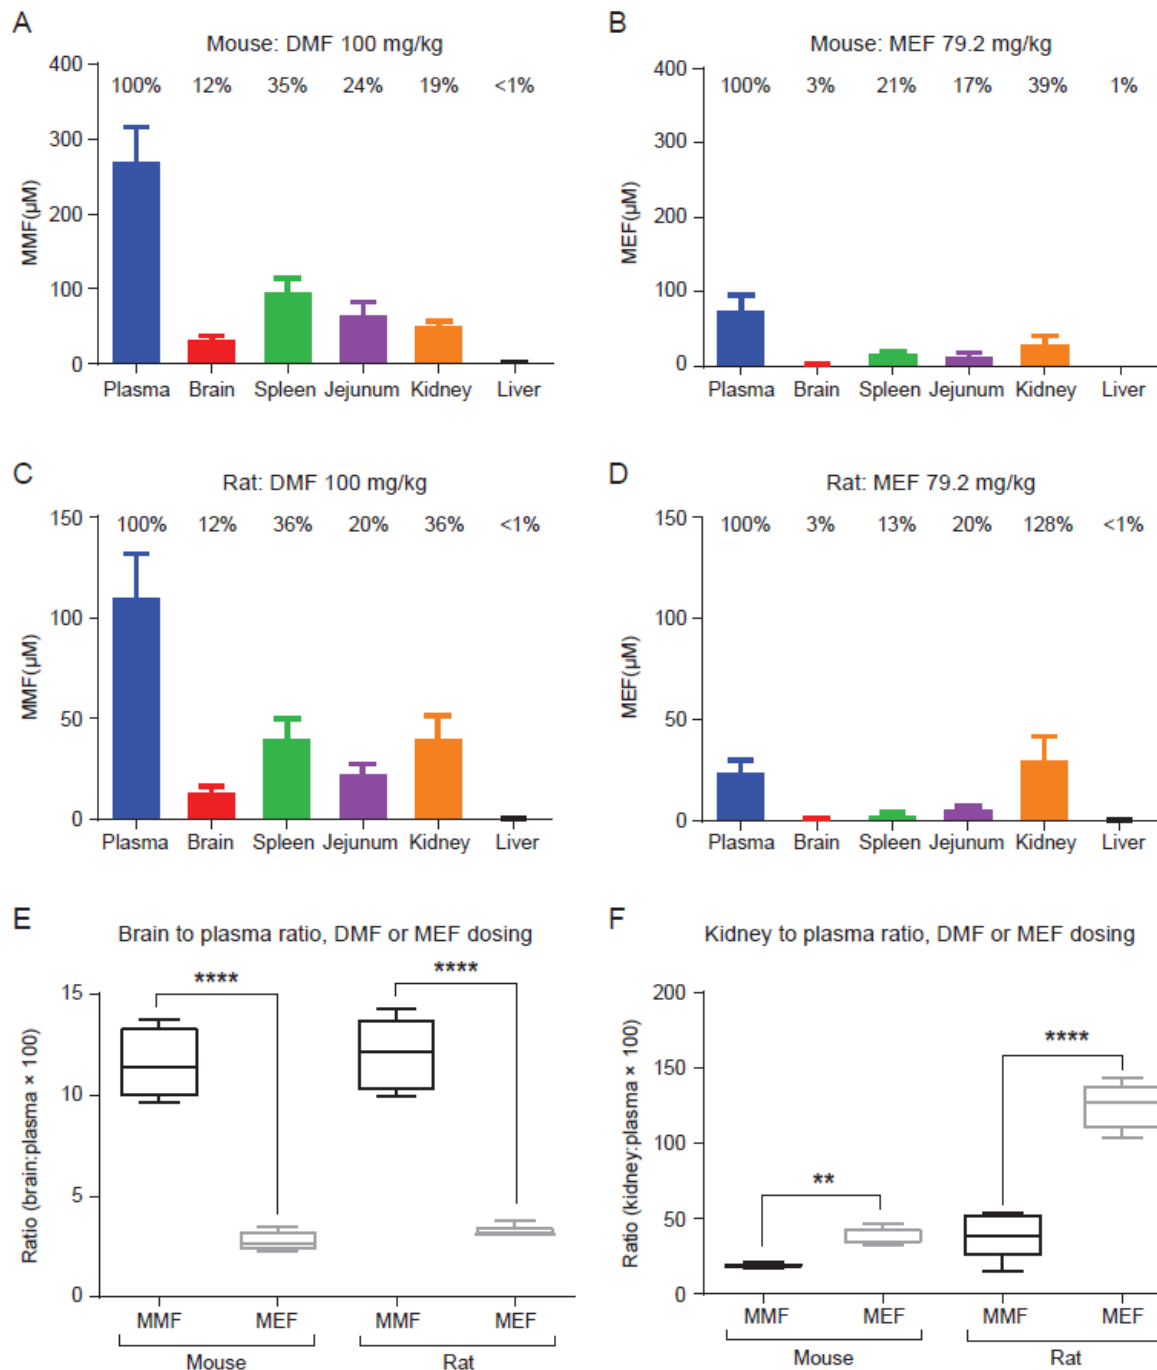 A
Mouse: DMF 100 mg/kg
400
300
200
100
0
MMF(µM)
100% 12% 35% 24% 19% <1%
Plasma Brain Spleen Jejunum Kidney Liver
B
Mouse: MEF 79.2 mg/kg
400
300
200
100
0
MEF(µM)
100% 3% 21% 17% 39% 1%
Plasma Brain Spleen Jejunum Kidney Liver
C
Rat: DMF 100 mg/kg
150
100
50
0
MMF(µM)
100% 12% 36% 20% 36% <1%
Plasma Brain Spleen Jejunum Kidney Liver
D
Rat: MEF 79.2 mg/kg
150
100
50
0
MEF(µM)
100% 3% 13% 20% 128% <1%
Plasma Brain Spleen Jejunum Kidney Liver
E
Brain to plasma ratio, DMF or MEF dosing
15
10
5
0
Ratio (brain:plasma × 100)
**** ****
MMF MEF MMF MEF
Mouse Rat
F
Kidney to plasma ratio, DMF or MEF dosing
200
150
100
50
0
Ratio (kidney:plasma × 100)
** ****
MMF MEF MMF MEF
Mouse Rat